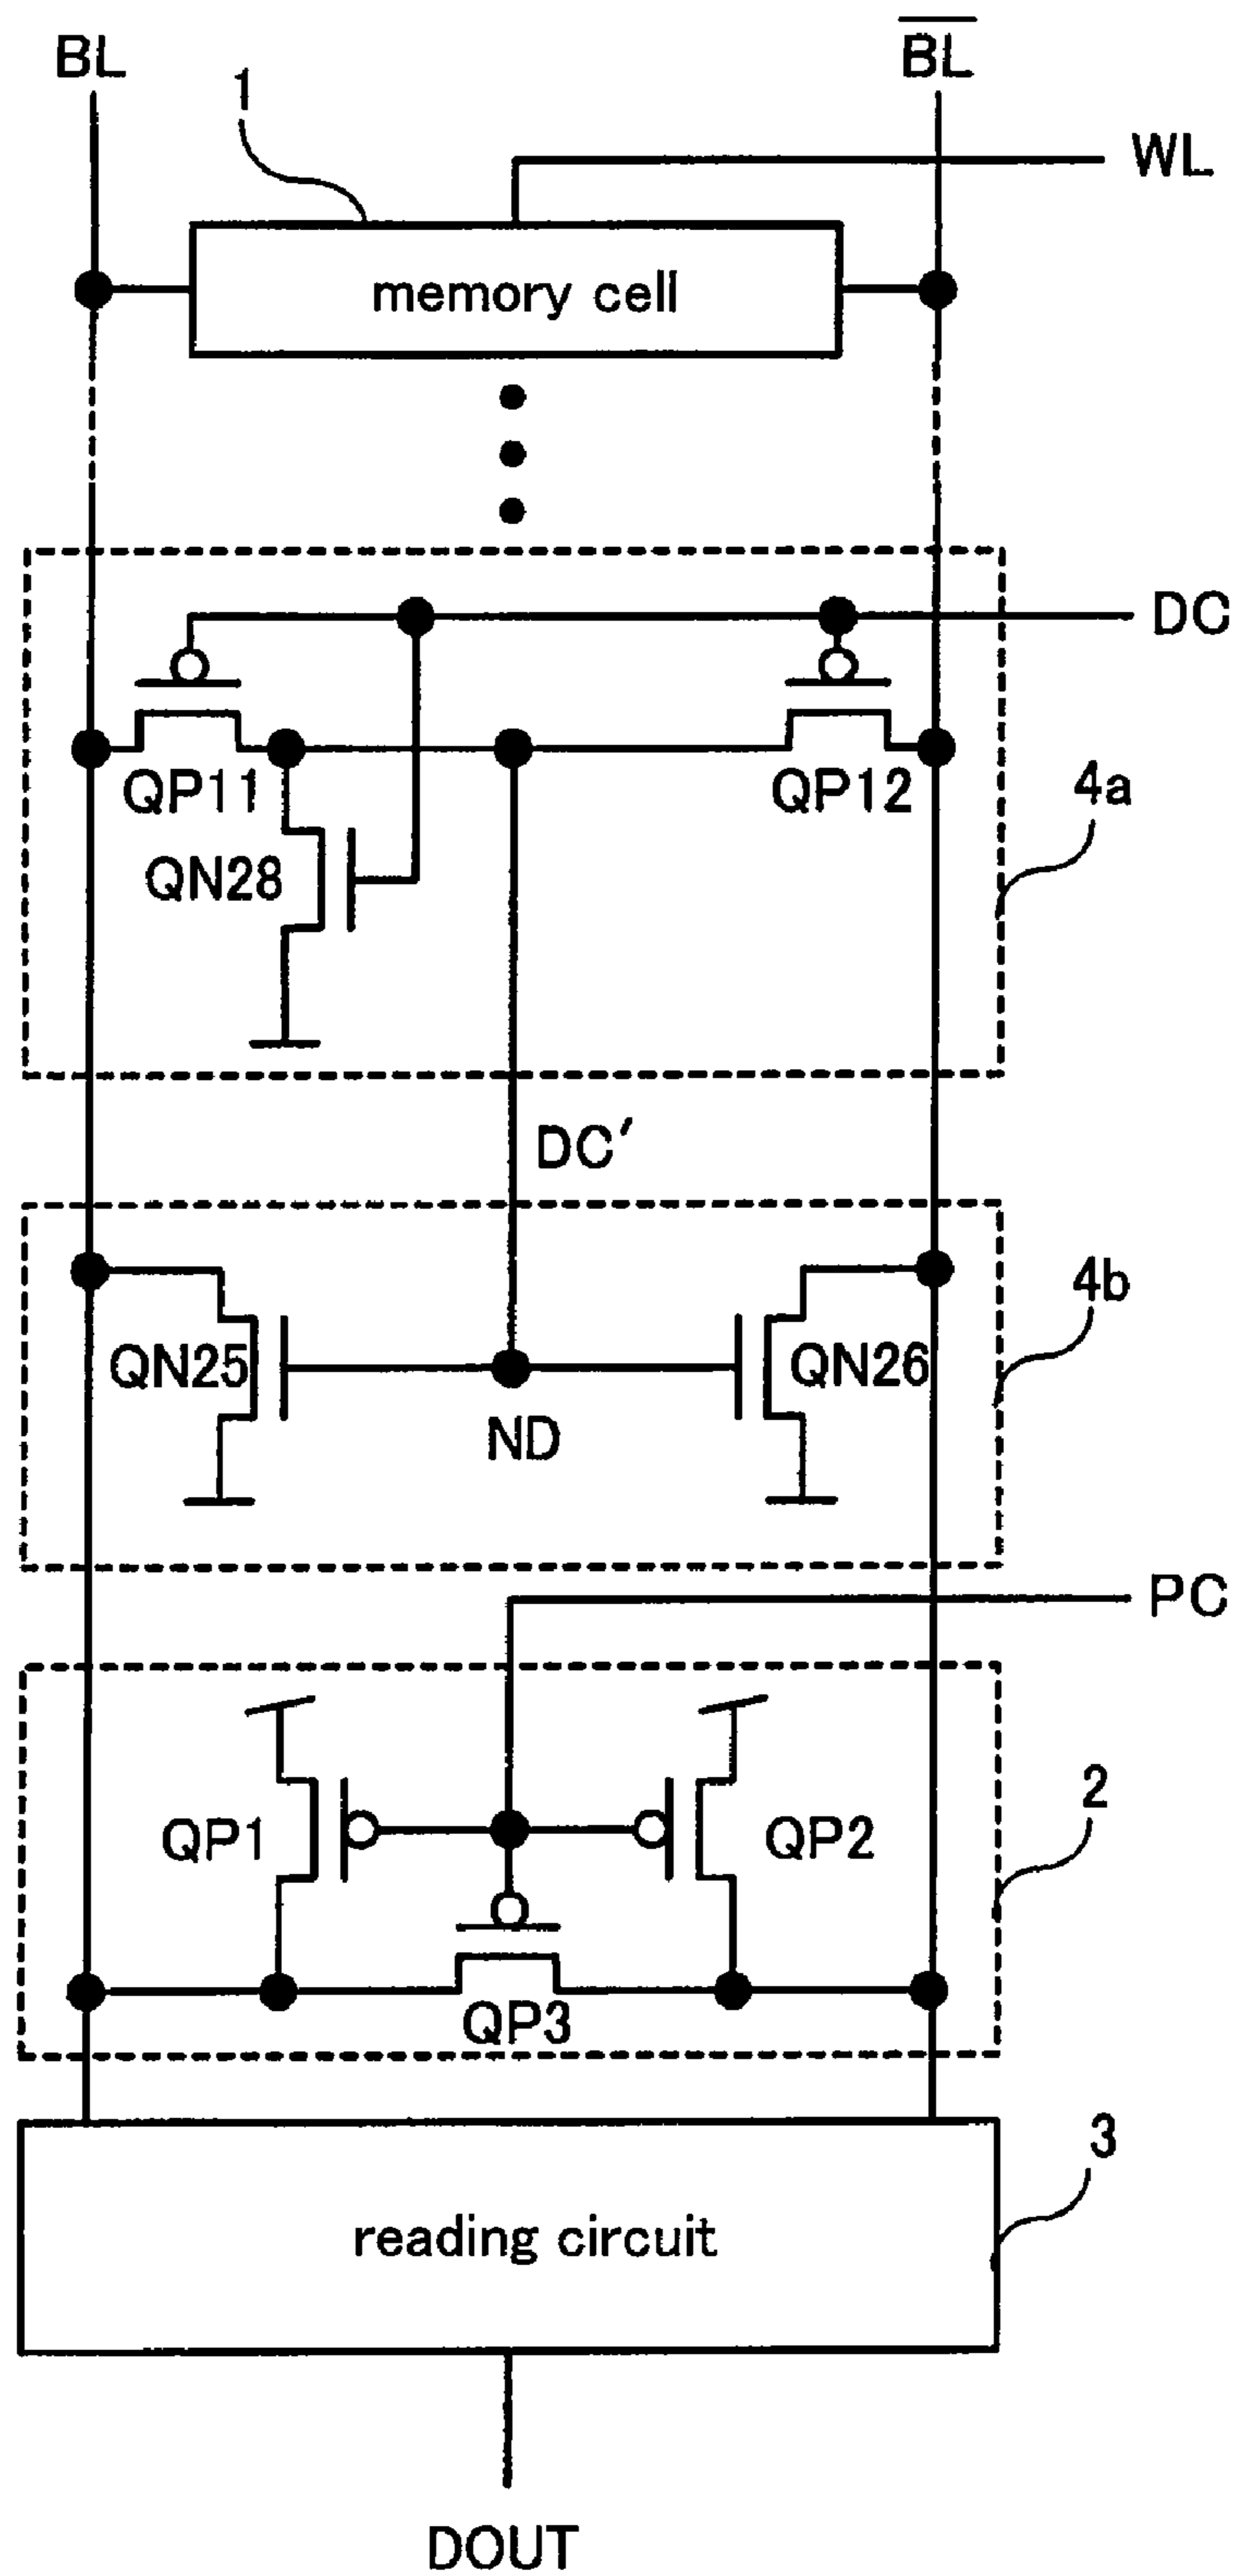 BL
B̅L̅
1
WL
memory cell
DC
QP11
QP12
4a
QN28
DC′
4b
QN25
QN26
ND
PC
2
QP1
QP2
QP3
3
reading circuit
DOUT